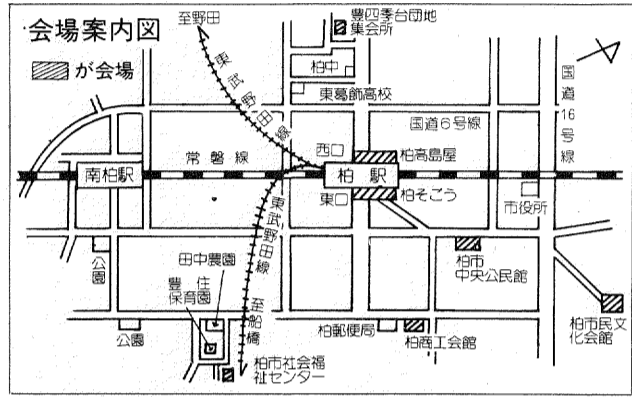 会場案内図
が会場
至野田
東武野田線
豊四季台団地
集会所
柏中
東葛飾高校
国道6号線
国道16号線
西口
柏高島屋
常磐線
南柏駅
柏駅
東口
柏そごう
市役所
東武野田線
公園
田中農園
豊住
保育園
至船橋
柏市
中央公民館
公園
柏郵便局
柏商工会館
柏市民文
化会館
柏市社会福
祉センター